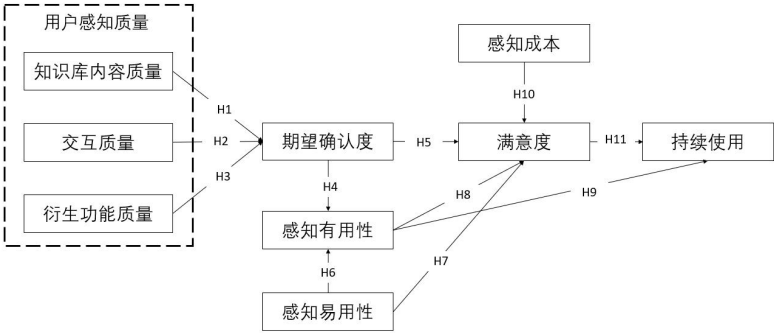 用户感知质量
感知成本
知识库内容质量
H1
H10
交互质量
H2
期望确认度
H5
满意度
H11
持续使用
H3
H4
H8
H9
衍生功能质量
感知有用性
H6
H7
感知易用性